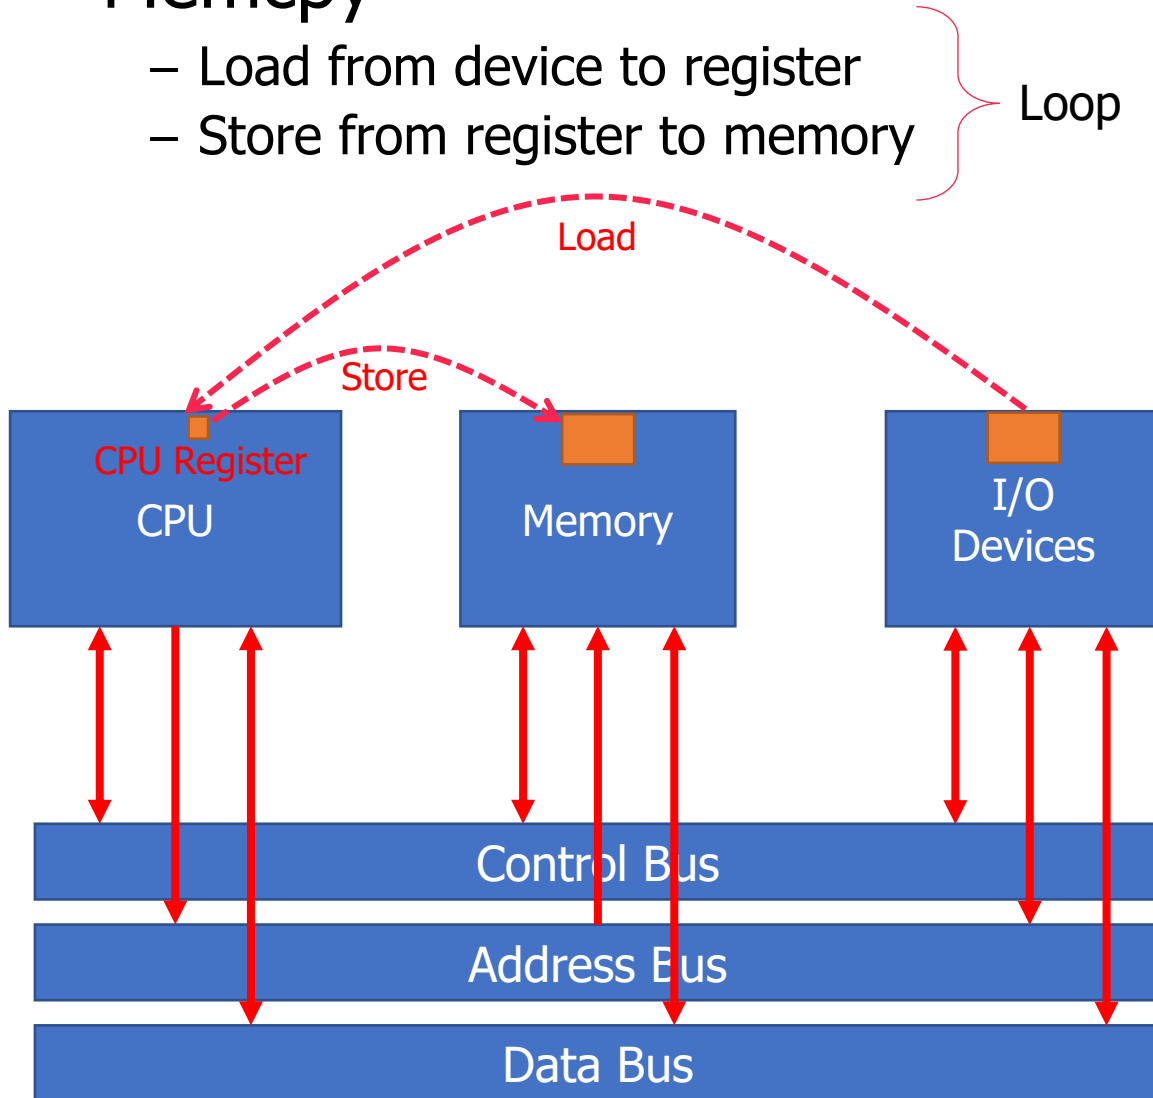 Memcpy
– Load from device to register
– Store from register to memory
Loop
Load
Store
CPU Register
CPU
Memory
I/O
Devices
Control Bus
Address Bus
Data Bus